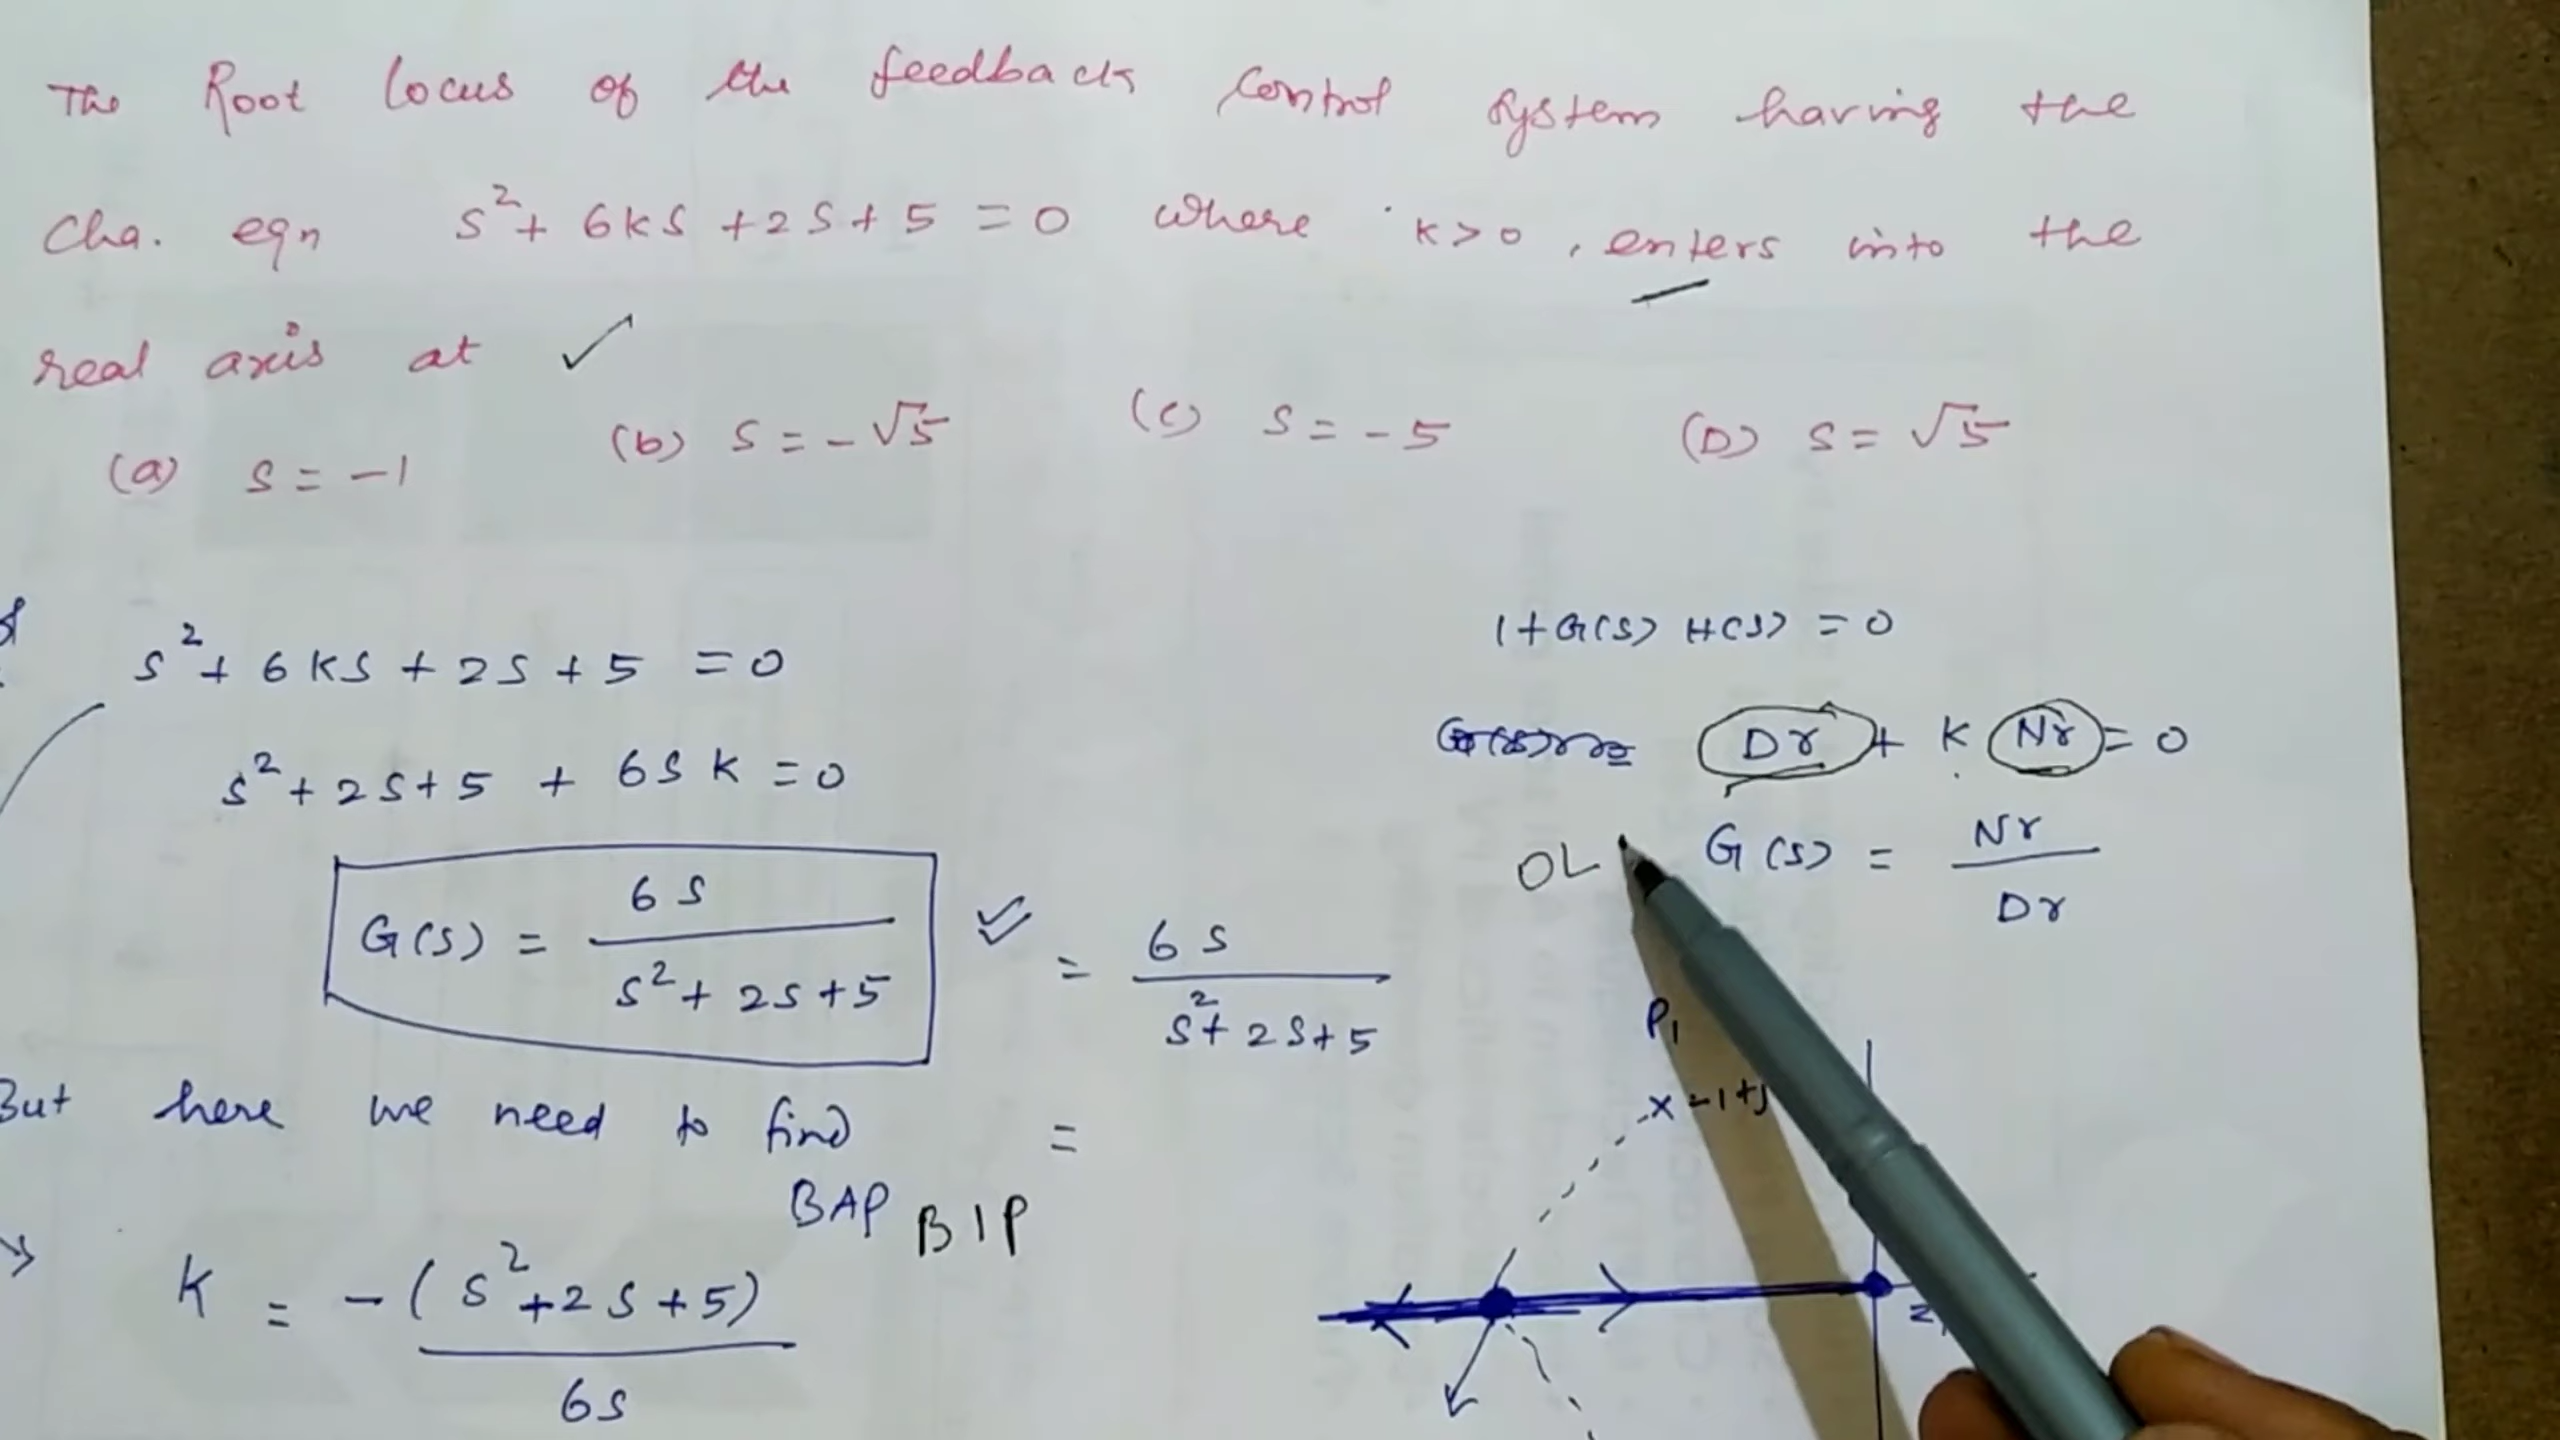 The Root locus of the feedback control system having the
cha. eqn s²+ 6ks +2s+ 5 = 0 where k>0, enters into the
real axis at ✓
(a) s = -1 (b) s = -√5 (c) s = -5 (D) s = √5
s²+ 6ks + 2s + 5 = 0
s²+2s+5 + 6s k = 0
G(s) = 6s / s²+ 2s+5 = 6s / s²+ 2s+5
But here we need to find =
BAP BIP
K = -(s²+2s+5) / 6s
1+G(s) H(s) = 0
Dr + K Nr = 0
OL G(s) = Nr / Dr
P₁
x -1+j